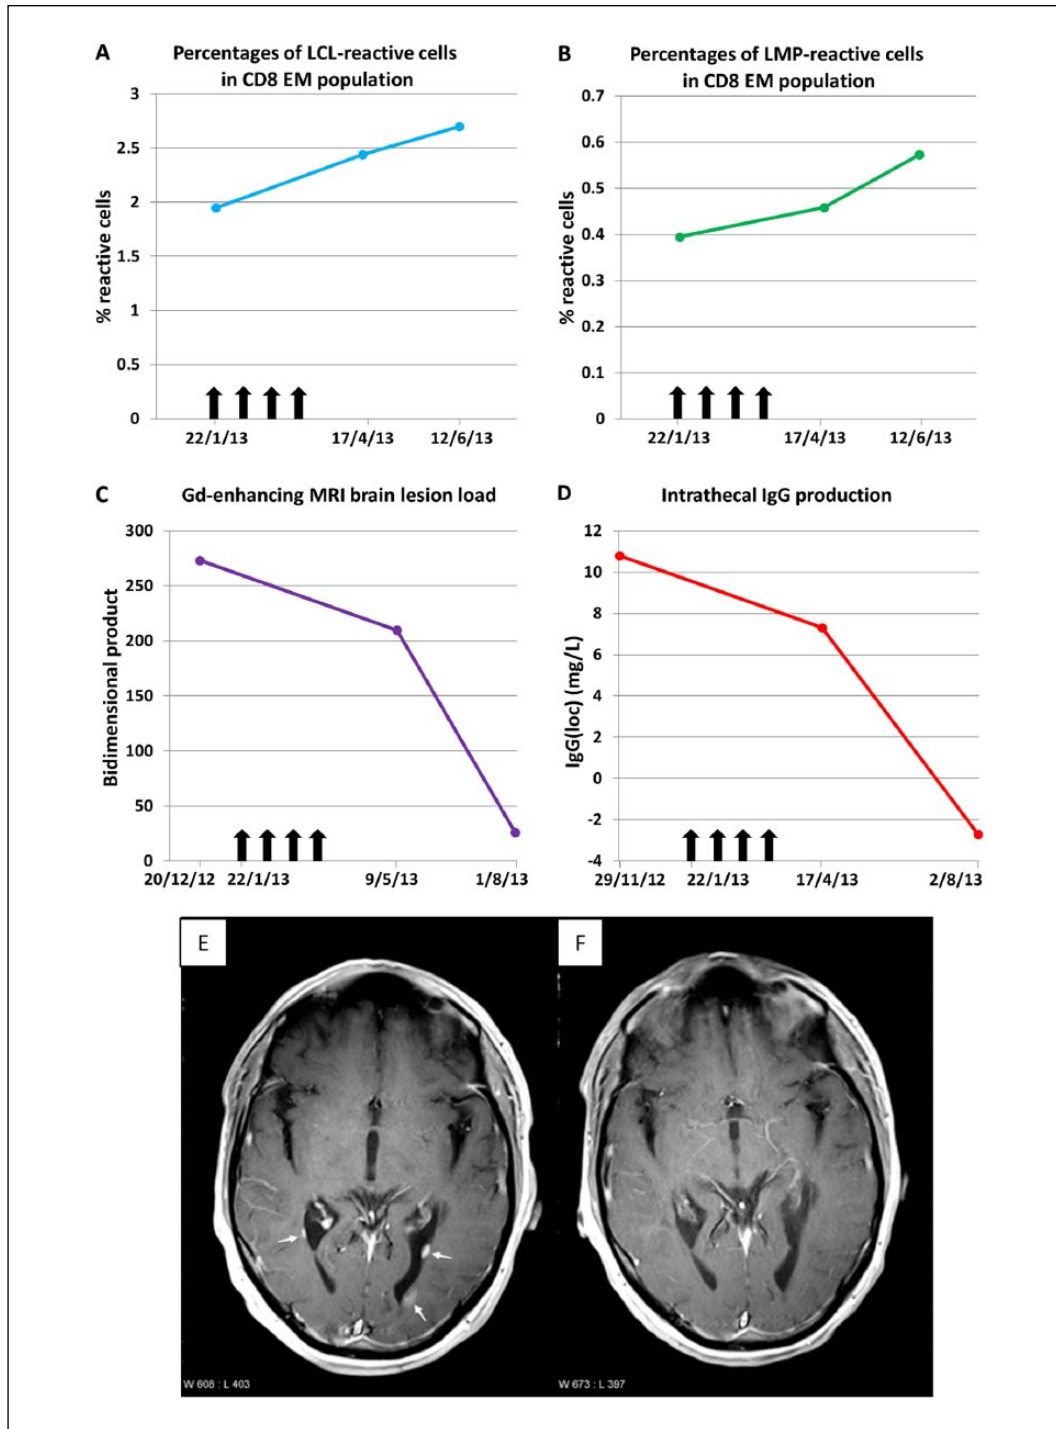 A
Percentages of LCL-reactive cells
in CD8 EM population
% reactive cells
3
2.5
2
1.5
1
0.5
0
22/1/13 17/4/13 12/6/13
B
Percentages of LMP-reactive cells
in CD8 EM population
% reactive cells
0.7
0.6
0.5
0.4
0.3
0.2
0.1
0
22/1/13 17/4/13 12/6/13
C
Gd-enhancing MRI brain lesion load
Bidimensional product
300
250
200
150
100
50
0
20/12/12 22/1/13 9/5/13 1/8/13
D
Intrathecal IgG production
IgG(loc) (mg/L)
12
10
8
6
4
2
0
-2
-4
29/11/12 22/1/13 17/4/13 2/8/13
E
W 608 : L 403
F
W 673 : L 397